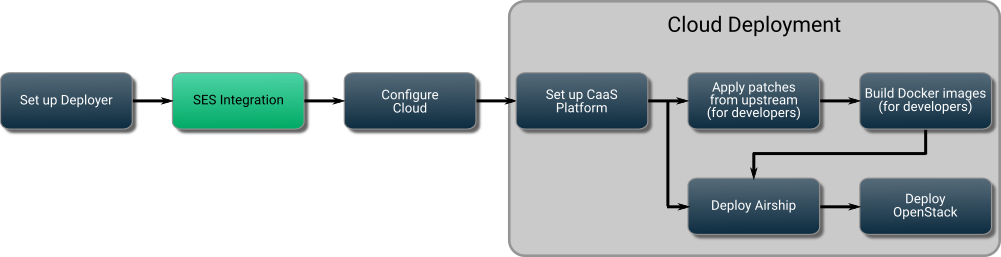 Cloud Deployment
Set up Deployer
SES Integration
Configure
Cloud
Set up CaaS
Platform
Apply patches
from upstream
(for developers)
Build Docker images
(for developers)
Deploy Airship
Deploy
OpenStack